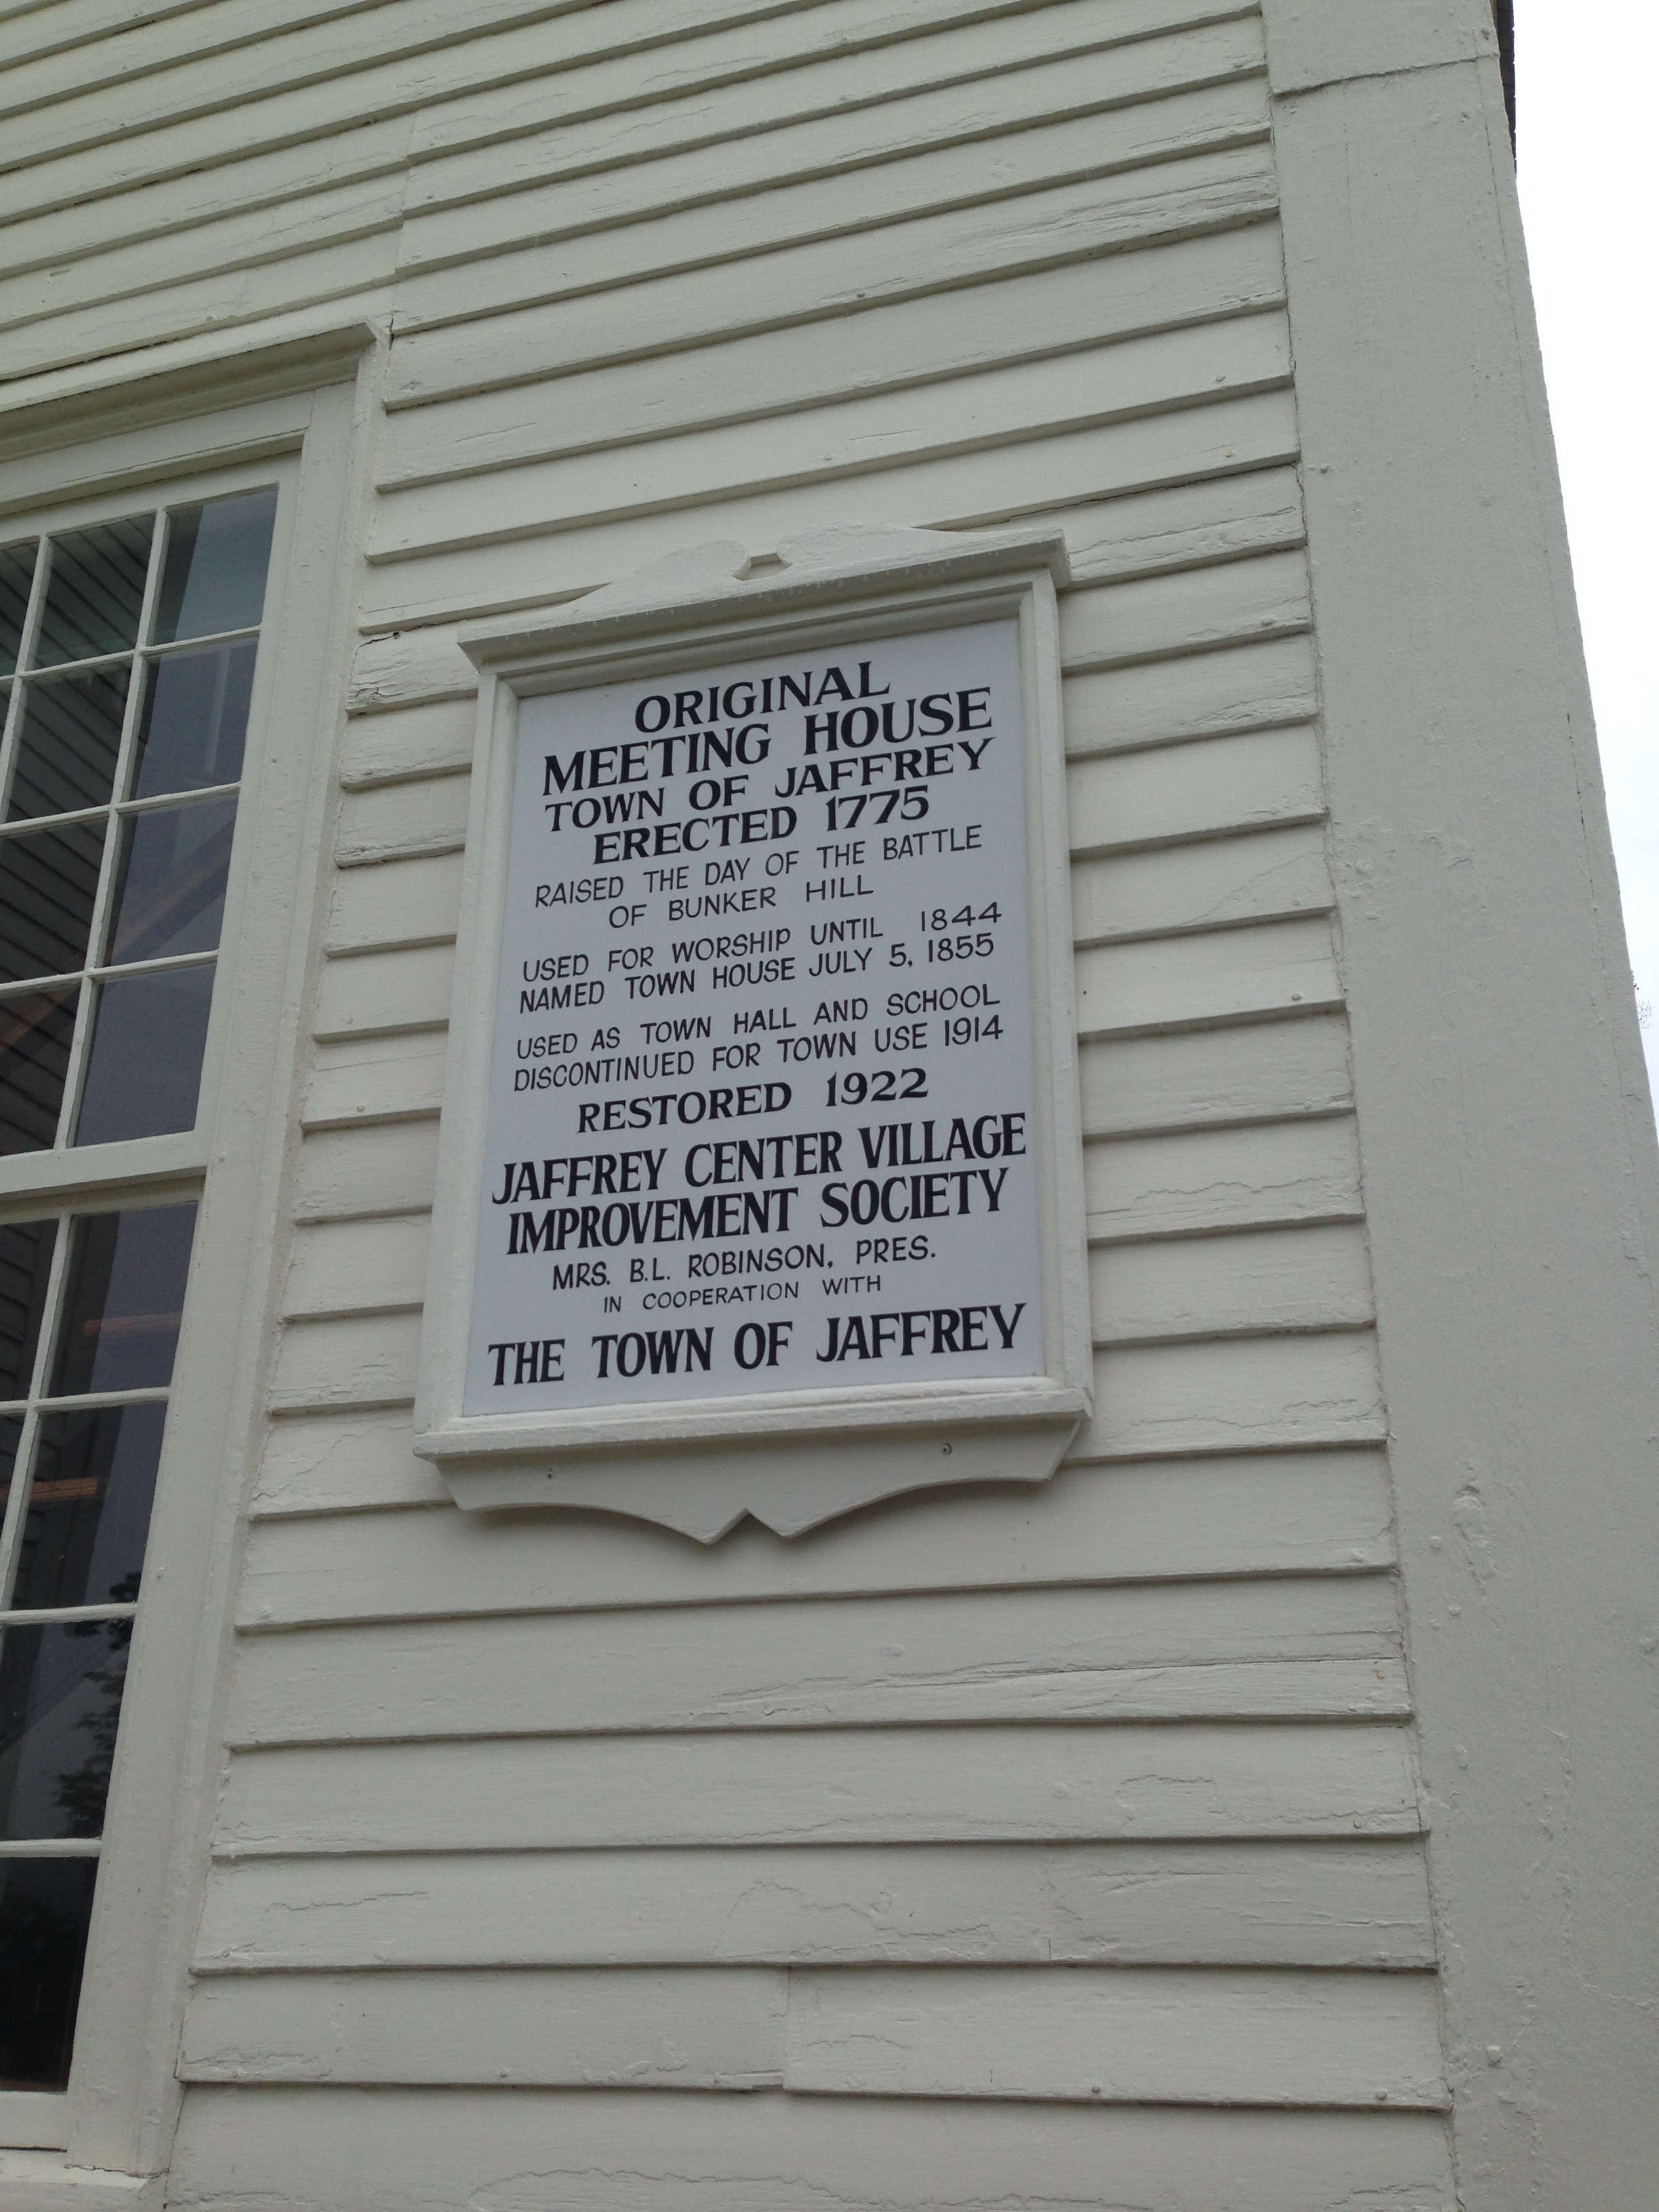 ORIGINAL
MEETING HOUSE
TOWN OF JAFFREY
ERECTED 1775
RAISED THE DAY OF THE BATTLE
OF BUNKER HILL
USED FOR WORSHIP UNTIL 1844
NAMED TOWN HOUSE JULY 5, 1855
USED AS TOWN HALL AND SCHOOL
DISCONTINUED FOR TOWN USE 1914
RESTORED 1922
JAFFREY CENTER VILLAGE
IMPROVEMENT SOCIETY
MRS. B.L. ROBINSON, PRES.
IN COOPERATION WITH
THE TOWN OF JAFFREY